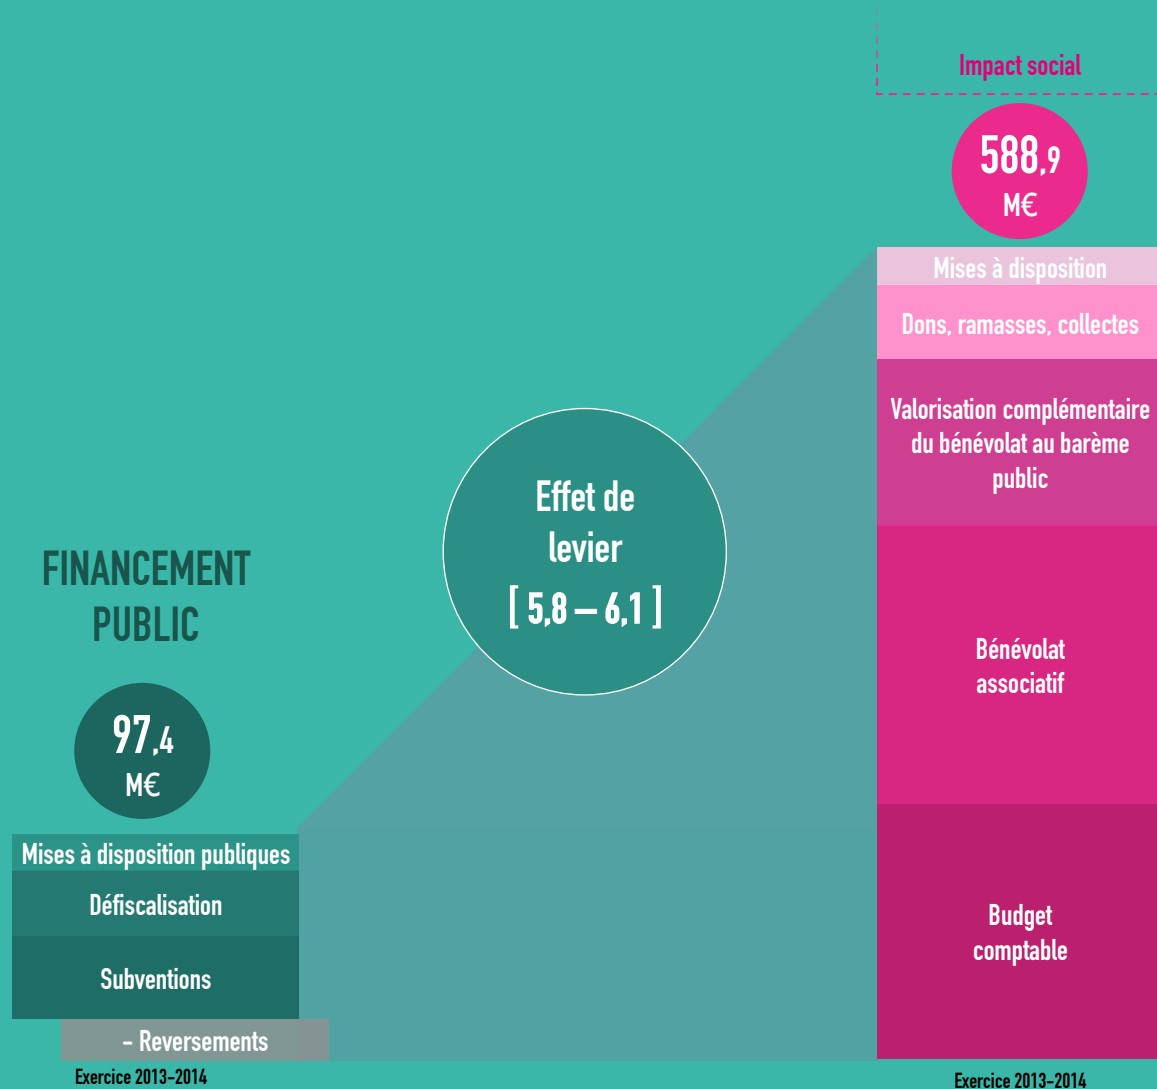 Impact social
588,9
M€
Mises à disposition
Dons, ramasses, collectes
Valorisation complémentaire
du bénévolat au barème
public
Effet de
levier
[ 5,8 – 6,1 ]
FINANCEMENT
PUBLIC
Bénévolat
associatif
97,4
M€
Mises à disposition publiques
Défiscalisation
Subventions
- Reversements
Budget
comptable
Exercice 2013-2014
Exercice 2013-2014